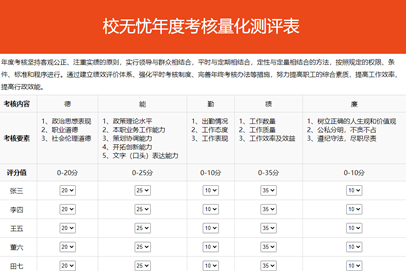 校无忧年度考核量化测评表
年度考核坚持客观公正、注重实绩的原则，实行领导与群众相结合、平时与定期相结合、定性与定量相结合的方法，按照规定的权限、条
件、标准和程序进行。通过建立绩效评价体系、强化平时考核制度、完善年终考核办法等措施，努力提高职工的综合素质，提高工作效率，
提高行政效能。
考核内容 德 能 勤 绩 廉
考核要素
1、政治思想表现
2、职业道德
3、社会伦理道德
1、政策理论水平
2、本职业务工作能力
3、策划协调能力
4、开拓创新能力
5、文字（口头）表达能力
1、出勤情况
2、工作态度
3、工作表现
1、工作数量
2、工作质量
3、工作效率及效益
1、树立正确的人生观和价值观
2、公私分明，不贪不占
3、遵纪守法，尽职尽责
评分值 0-20分 0-25分 0-10分 0-35分 0-10分
张三 20 25 10 35 10
李四 20 25 10 35 10
王五 20 25 10 35 10
董六 20 25 10 35 10
田七 20 25 10 35 10